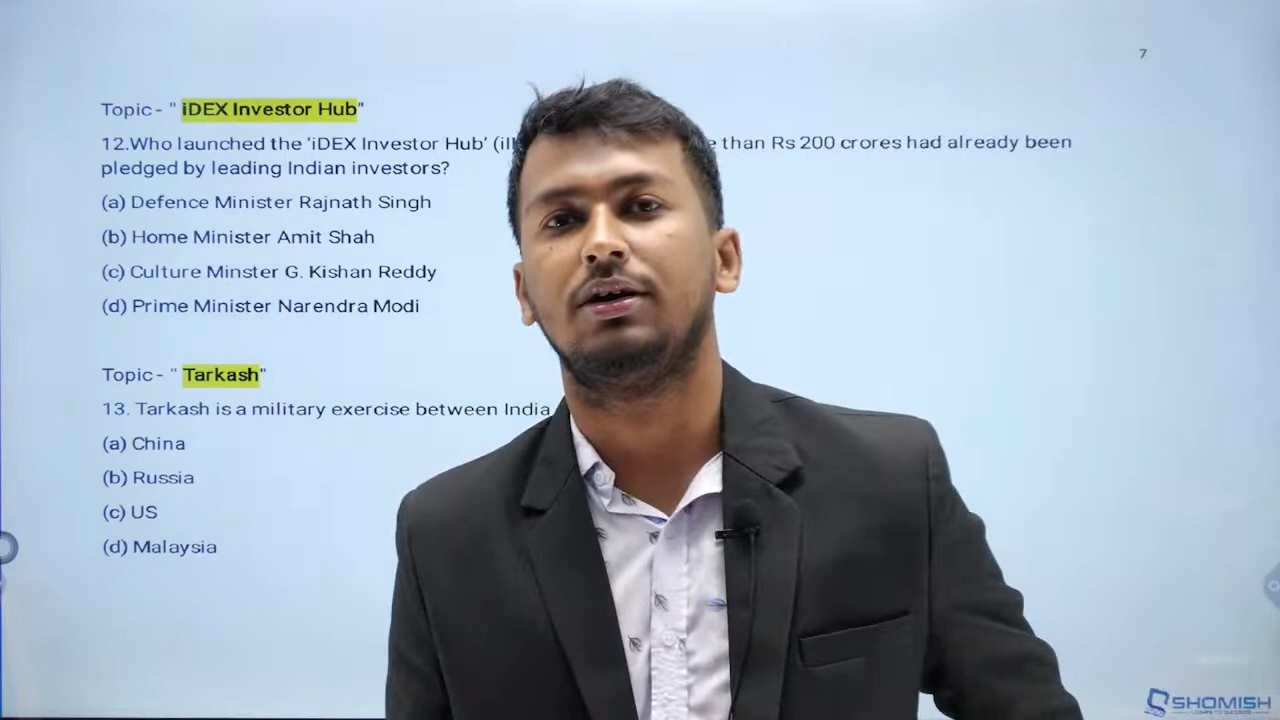 7
Topic - " iDEX Investor Hub"
12.Who launched the ‘iDEX Investor Hub’ than Rs 200 crores had already been
pledged by leading Indian investors?
(a) Defence Minister Rajnath Singh
(b) Home Minister Amit Shah
(c) Culture Minster G. Kishan Reddy
(d) Prime Minister Narendra Modi
Topic - " Tarkash"
13. Tarkash is a military exercise between India
(a) China
(b) Russia
(c) US
(d) Malaysia
SHOMISH